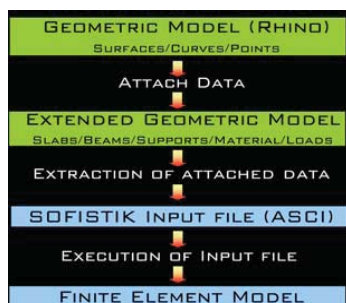 Geometric Model (Rhino)
Surfaces/Curves/Points
Attach Data
Extended Geometric Model
Slabs/Beams/Supports/Material/Loads
Extraction of attached data
SOFISTIK Input file (ASCI)
Execution of Input file
Finite Element Model